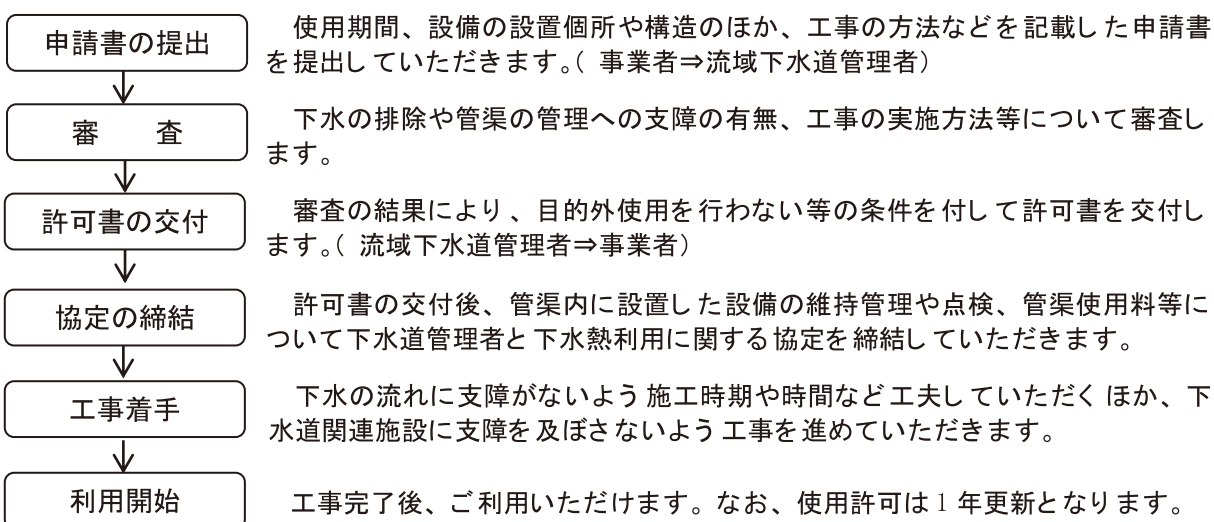 申請書の提出
使用期間、設備の設置個所や構造のほか、工事の方法などを記載した申請書
を提出していただきます。( 事業者⇒流域下水道管理者)
審　　査
下水の排除や管渠の管理への支障の有無、工事の実施方法等について審査し
ます。
許可書の交付
審査の結果により、目的外使用を行わない等の条件を付して許可書を交付し
ます。( 流域下水道管理者⇒事業者)
協定の締結
許可書の交付後、管渠内に設置した設備の維持管理や点検、管渠使用料等に
ついて下水道管理者と下水熱利用に関する協定を締結していただきます。
工事着手
下水の流れに支障がないよう施工時期や時間など工夫していただくほか、下
水道関連施設に支障を及ぼさないよう工事を進めていただきます。
利用開始
工事完了後、ご利用いただけます。なお、使用許可は1年更新となります。